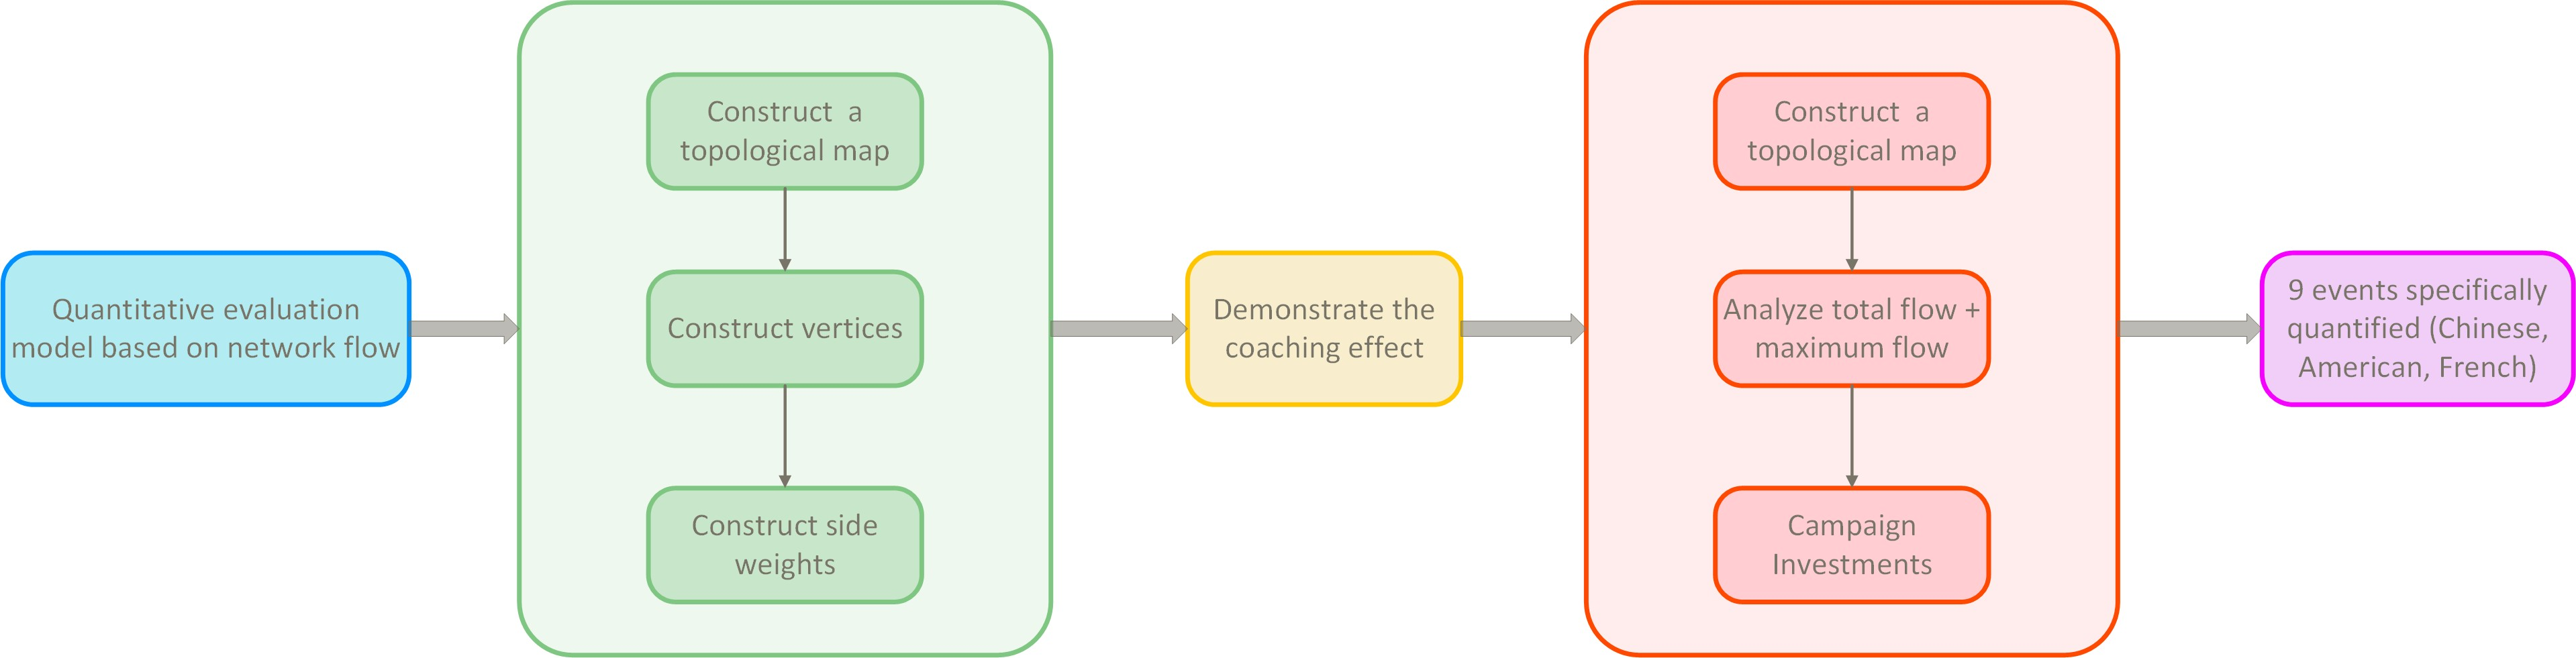 Quantitative evaluation
model based on network flow
Construct  a
topological map
Construct vertices
Construct side
weights
Demonstrate the
coaching effect
Construct  a
topological map
Analyze total flow +
maximum flow
Campaign
Investments
9 events specifically
quantified (Chinese,
American, French)